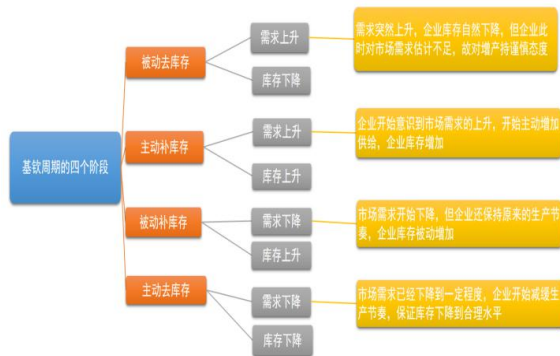 基钦周期的四个阶段
被动去库存
需求上升
需求突然上升，企业库存自然下降，但企业此
时对市场需求估计不足，故对增产持谨慎态度
库存下降
主动补库存
需求上升
企业开始意识到市场需求的上升，开始主动增加
供给，企业库存增加
库存上升
被动补库存
需求下降
市场需求开始下降，但企业还保持原来的生产节
奏，企业库存被动增加
库存上升
主动去库存
需求下降
市场需求已经下降到一定程度，企业开始减缓生
产节奏，保证库存下降到合理水平
库存下降